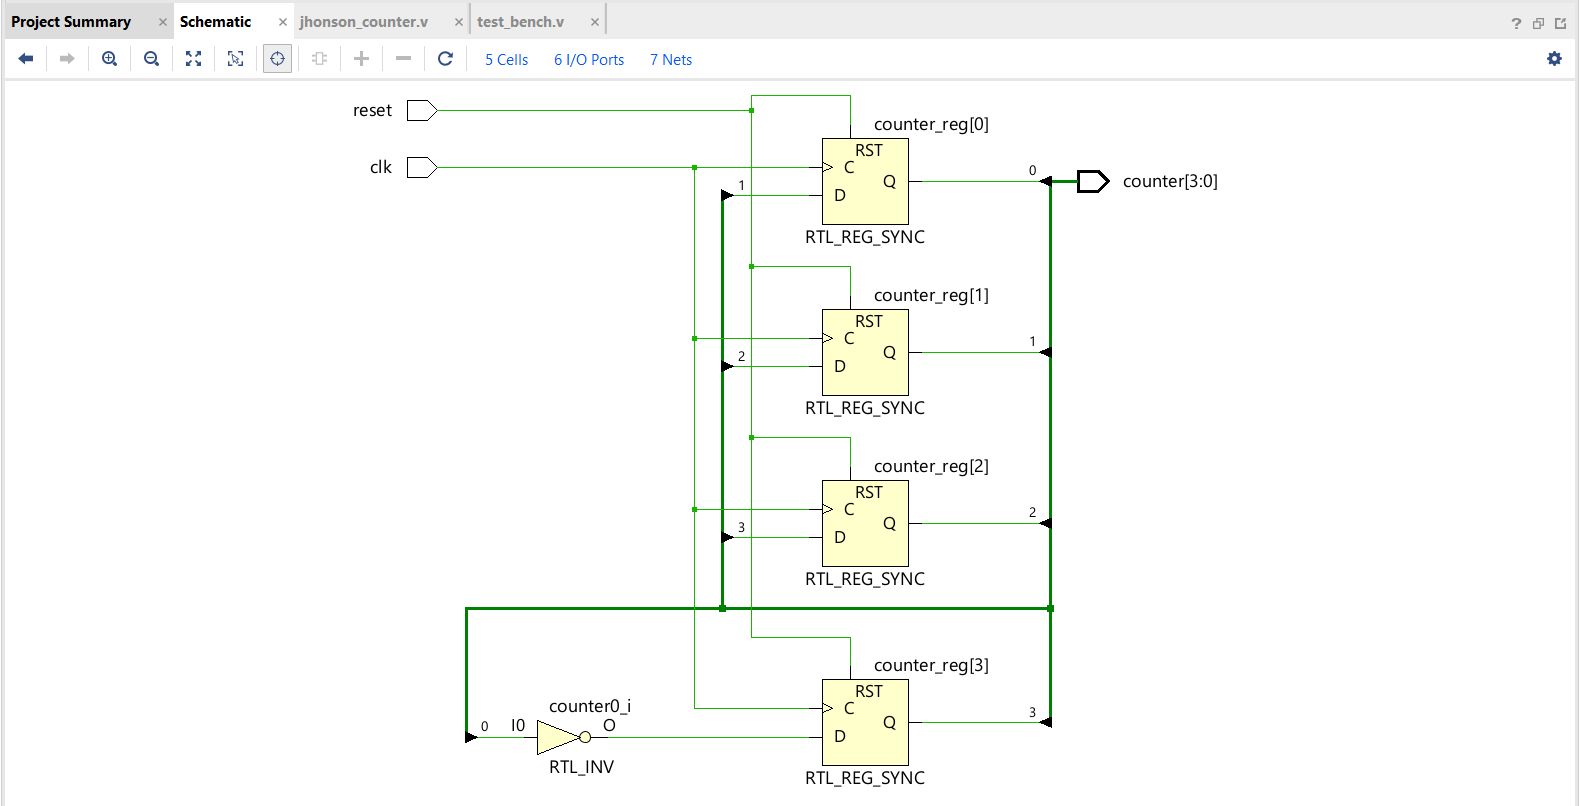 Project Summary × Schematic × jhonson_counter.v × test_bench.v ×
?
5 Cells 6 I/O Ports 7 Nets
reset
clk
counter_reg[0]
RST
C
Q
D
1
0
counter[3:0]
RTL_REG_SYNC
counter_reg[1]
RST
C
Q
D
2
1
RTL_REG_SYNC
counter_reg[2]
RST
C
Q
D
3
2
RTL_REG_SYNC
counter_reg[3]
RST
C
Q
D
3
RTL_REG_SYNC
counter0_i
0 I0 O
RTL_INV